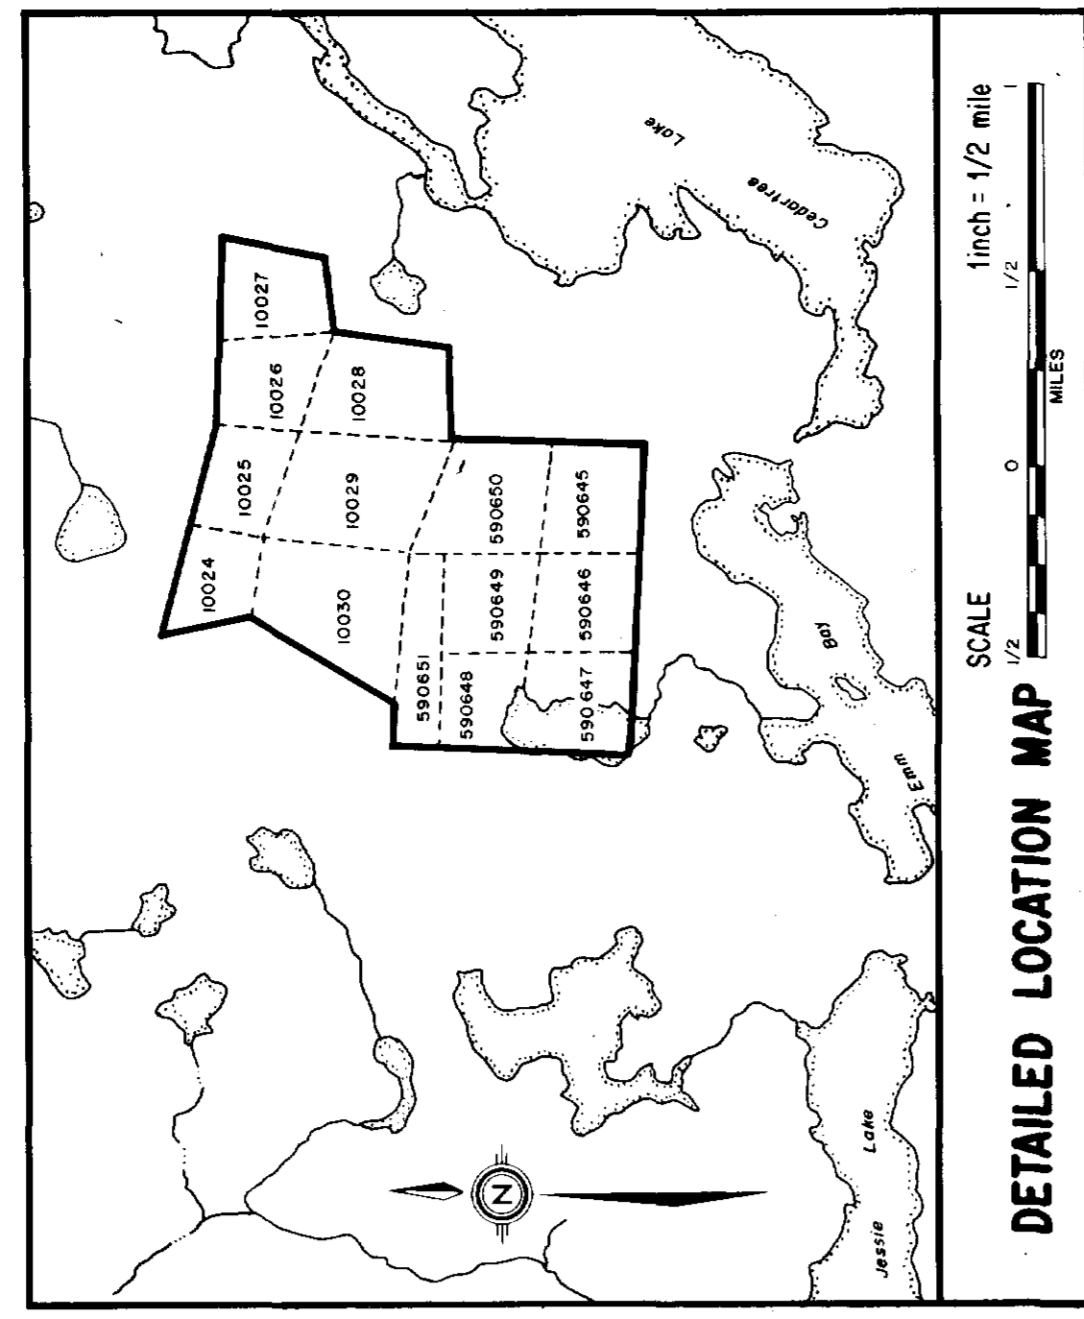 10024
10025
10026
10027
10030
10029
10028
590651
590648
590649
590650
590647
590646
590645
Lake
Cedartree
Emm
Bay
Jessie
Lake
N
DETAILED LOCATION MAP
SCALE
1inch = 1/2 mile
1/2
0
1/2
1
MILES